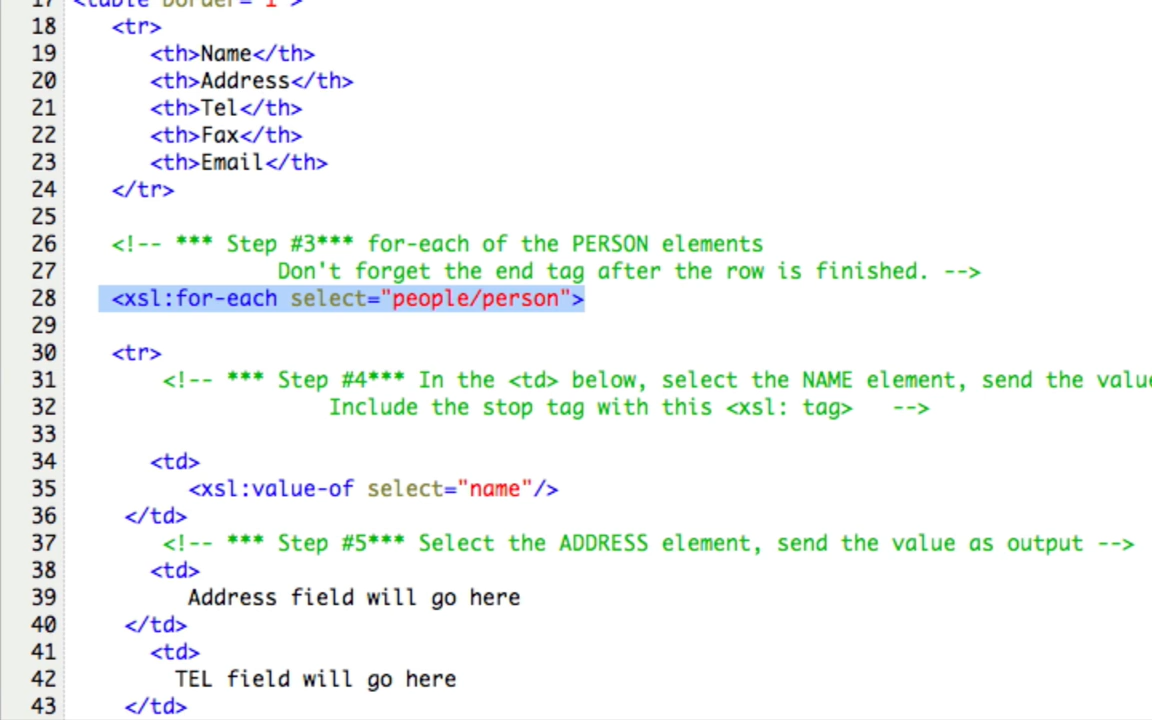 17 <table border="1">
18 <tr>
19 <th>Name</th>
20 <th>Address</th>
21 <th>Tel</th>
22 <th>Fax</th>
23 <th>Email</th>
24 </tr>
25
26 <!-- *** Step #3*** for-each of the PERSON elements
27 Don't forget the end tag after the row is finished. -->
28 <xsl:for-each select="people/person">
29
30 <tr>
31 <!-- *** Step #4*** In the <td> below, select the NAME element, send the value
32 Include the stop tag with this <xsl: tag> -->
33
34 <td>
35 <xsl:value-of select="name"/>
36 </td>
37 <!-- *** Step #5*** Select the ADDRESS element, send the value as output -->
38 <td>
39 Address field will go here
40 </td>
41 <td>
42 TEL field will go here
43 </td>